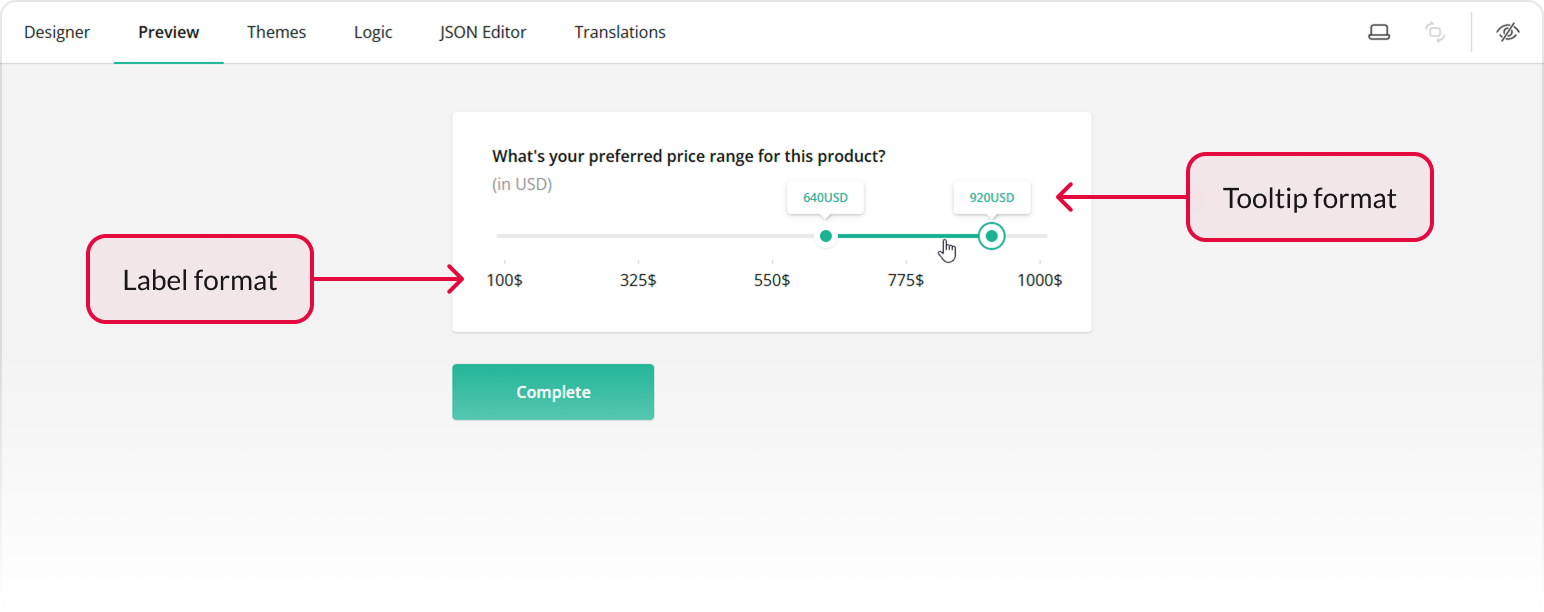 Designer Preview Themes Logic JSON Editor Translations
What's your preferred price range for this product?
(in USD)
640USD 920USD
Tooltip format
Label format
100$ 325$ 550$ 775$ 1000$
Complete